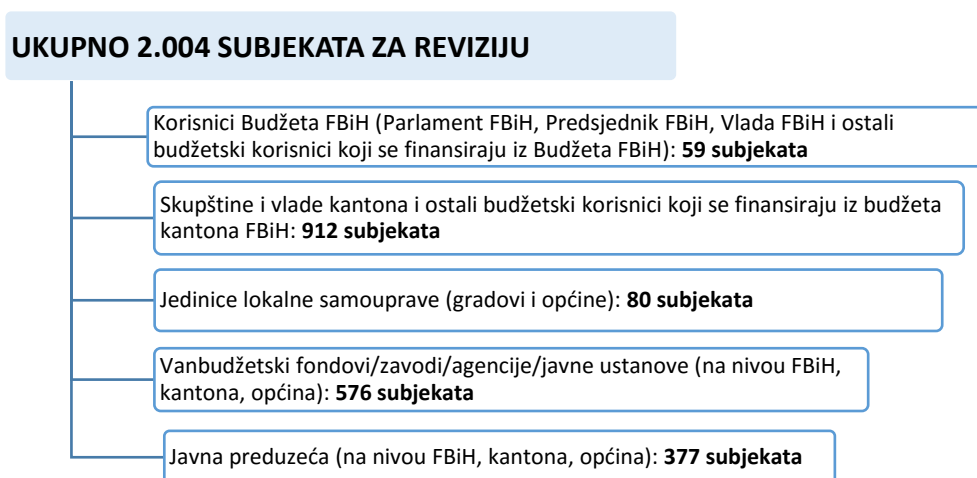 UKUPNO 2.004 SUBJEKATA ZA REVIZIJU
Korisnici Budžeta FBiH (Parlament FBiH, Predsjednik FBiH, Vlada FBiH i ostali
budžetski korisnici koji se finansiraju iz Budžeta FBiH): 59 subjekata
Skupštine i vlade kantona i ostali budžetski korisnici koji se finansiraju iz budžeta
kantona FBiH: 912 subjekata
Jedinice lokalne samouprave (gradovi i općine): 80 subjekata
Vanbudžetski fondovi/zavodi/agencije/javne ustanove (na nivou FBiH,
kantona, općina): 576 subjekata
Javna preduzeća (na nivou FBiH, kantona, općina): 377 subjekata